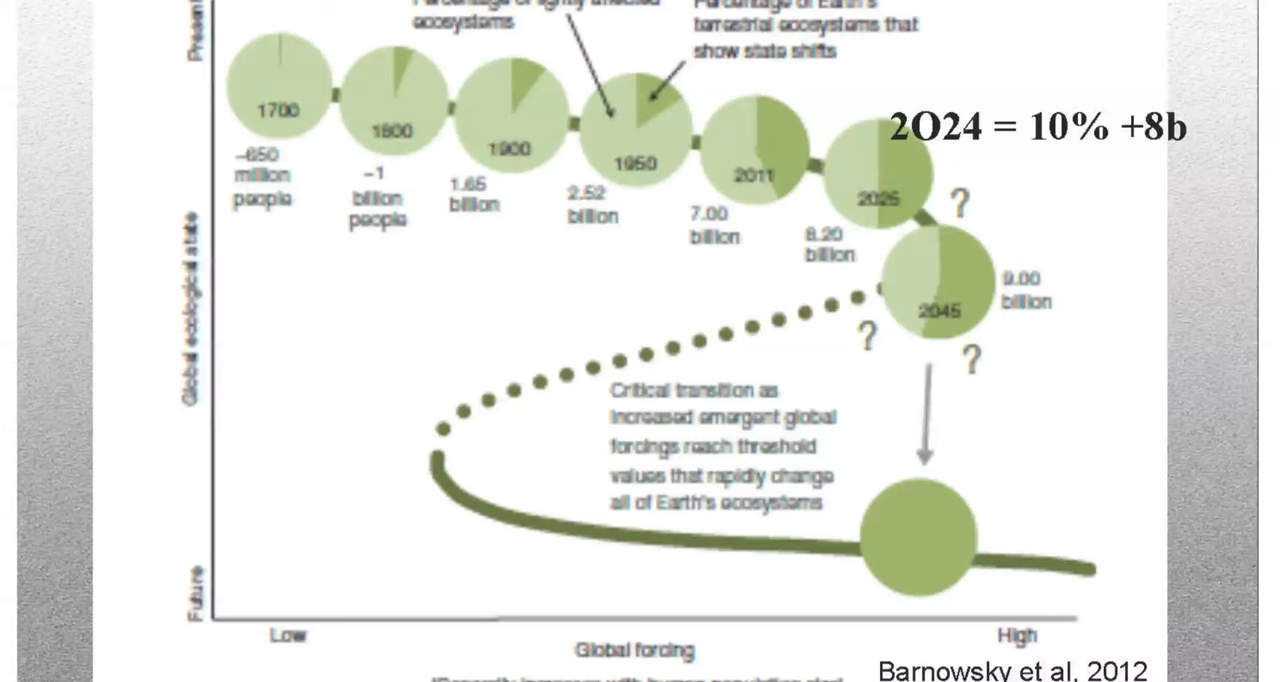 Present
ecosystems
Percentage of Earth's
terrestrial ecosystems that
show state shifts
1700
1800
1900
1950
2011
2025
2O24 = 10% +8b
~650
million
people
~1
billion
people
1.65
billion
2.52
billion
7.00
billion
8.20
billion
?
2045
9.00
billion
?
?
Global ecological state
Critical transition as
increased emergent global
forcings reach threshold
values that rapidly change
all of Earth's ecosystems
Future
Low
Global forcing
High
Barnowsky et al, 2012